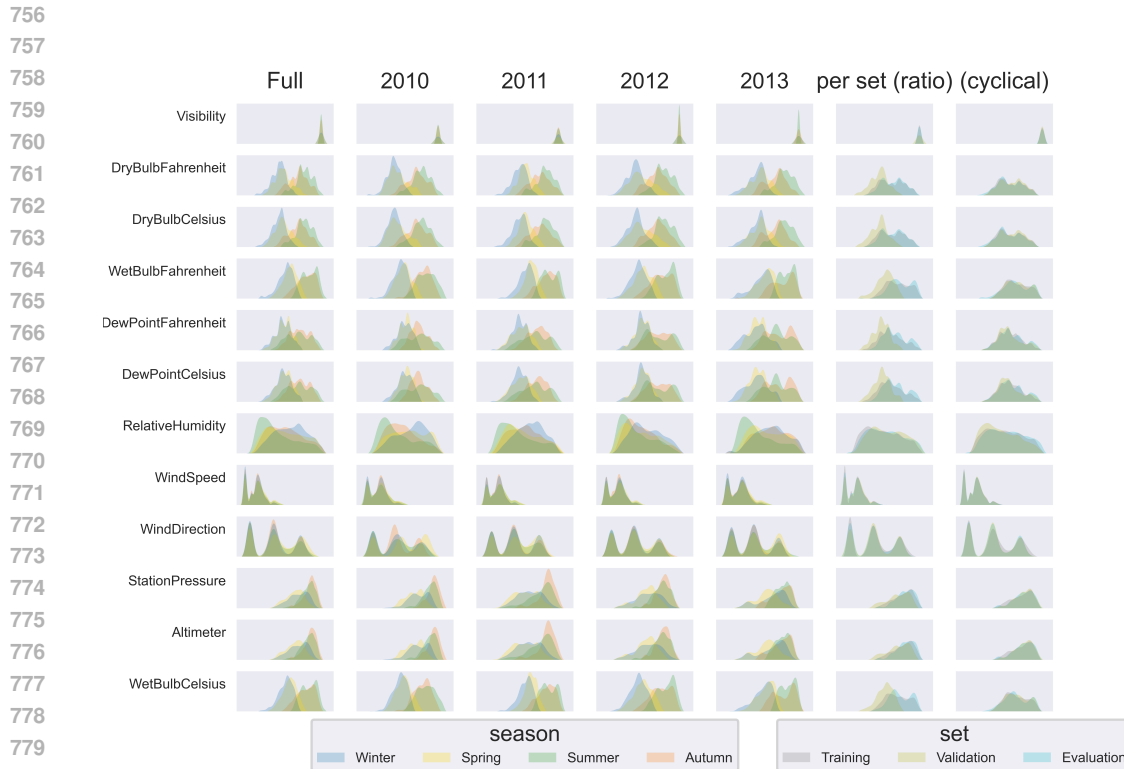 756
757
758
759
760
761
762
763
764
765
766
767
768
769
770
771
772
773
774
775
776
777
778
779
Full 2010 2011 2012 2013 per set (ratio) (cyclical)
Visibility
DryBulbFahrenheit
DryBulbCelsius
WetBulbFahrenheit
DewPointFahrenheit
DewPointCelsius
RelativeHumidity
WindSpeed
WindDirection
StationPressure
Altimeter
WetBulbCelsius
season
Winter Spring Summer Autumn
set
Training Validation Evaluation